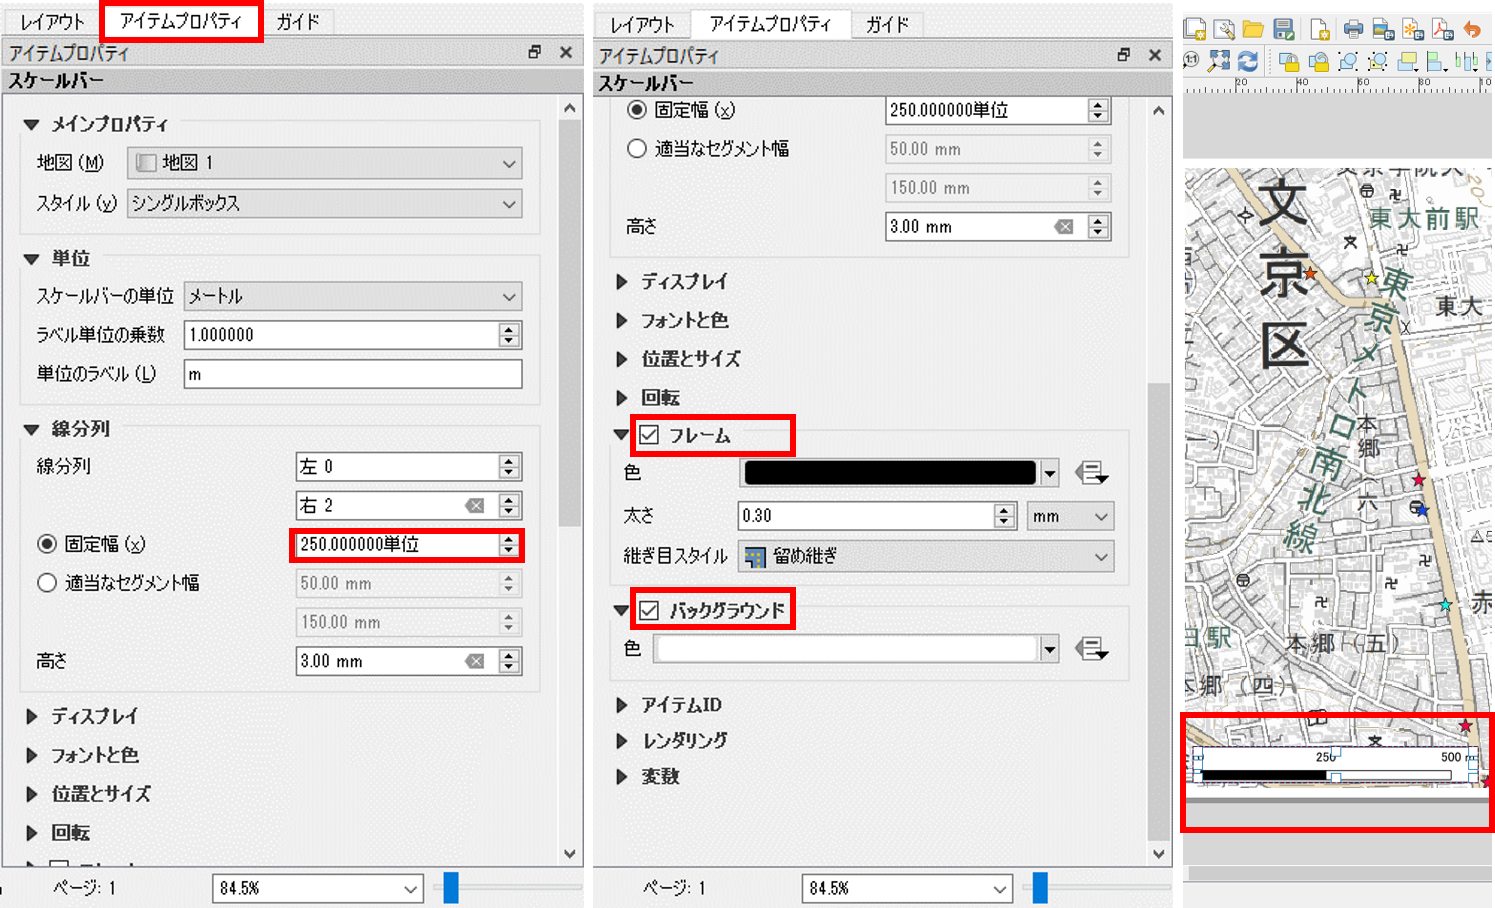 レイアウト アイテムプロパティ ガイド
アイテムプロパティ
スケールバー
メインプロパティ
地図 (M) 地図 1
スタイル (y) シングルボックス
単位
スケールバーの単位 メートル
ラベル単位の乗数 1.000000
単位のラベル (L) m
線分列
線分列 左 0
右 2
固定幅 (x) 250.000000単位
適当なセグメント幅 50.00 mm
150.00 mm
高さ 3.00 mm
ディスプレイ
フォントと色
位置とサイズ
回転
ページ: 1 84.5%
レイアウト アイテムプロパティ ガイド
アイテムプロパティ
スケールバー
固定幅 (x) 250.000000単位
適当なセグメント幅 50.00 mm
150.00 mm
高さ 3.00 mm
ディスプレイ
フォントと色
位置とサイズ
回転
フレーム
色
太さ 0.30 mm
継ぎ目スタイル 留め継ぎ
バックグラウンド
色
アイテムID
レンダリング
変数
ページ: 1 84.5%
20 40 60 80 10
文京区
東大前駅
東大
東京メトロ南北線
本郷六
赤
駅
本郷(五)
本郷(四)
250 500 m